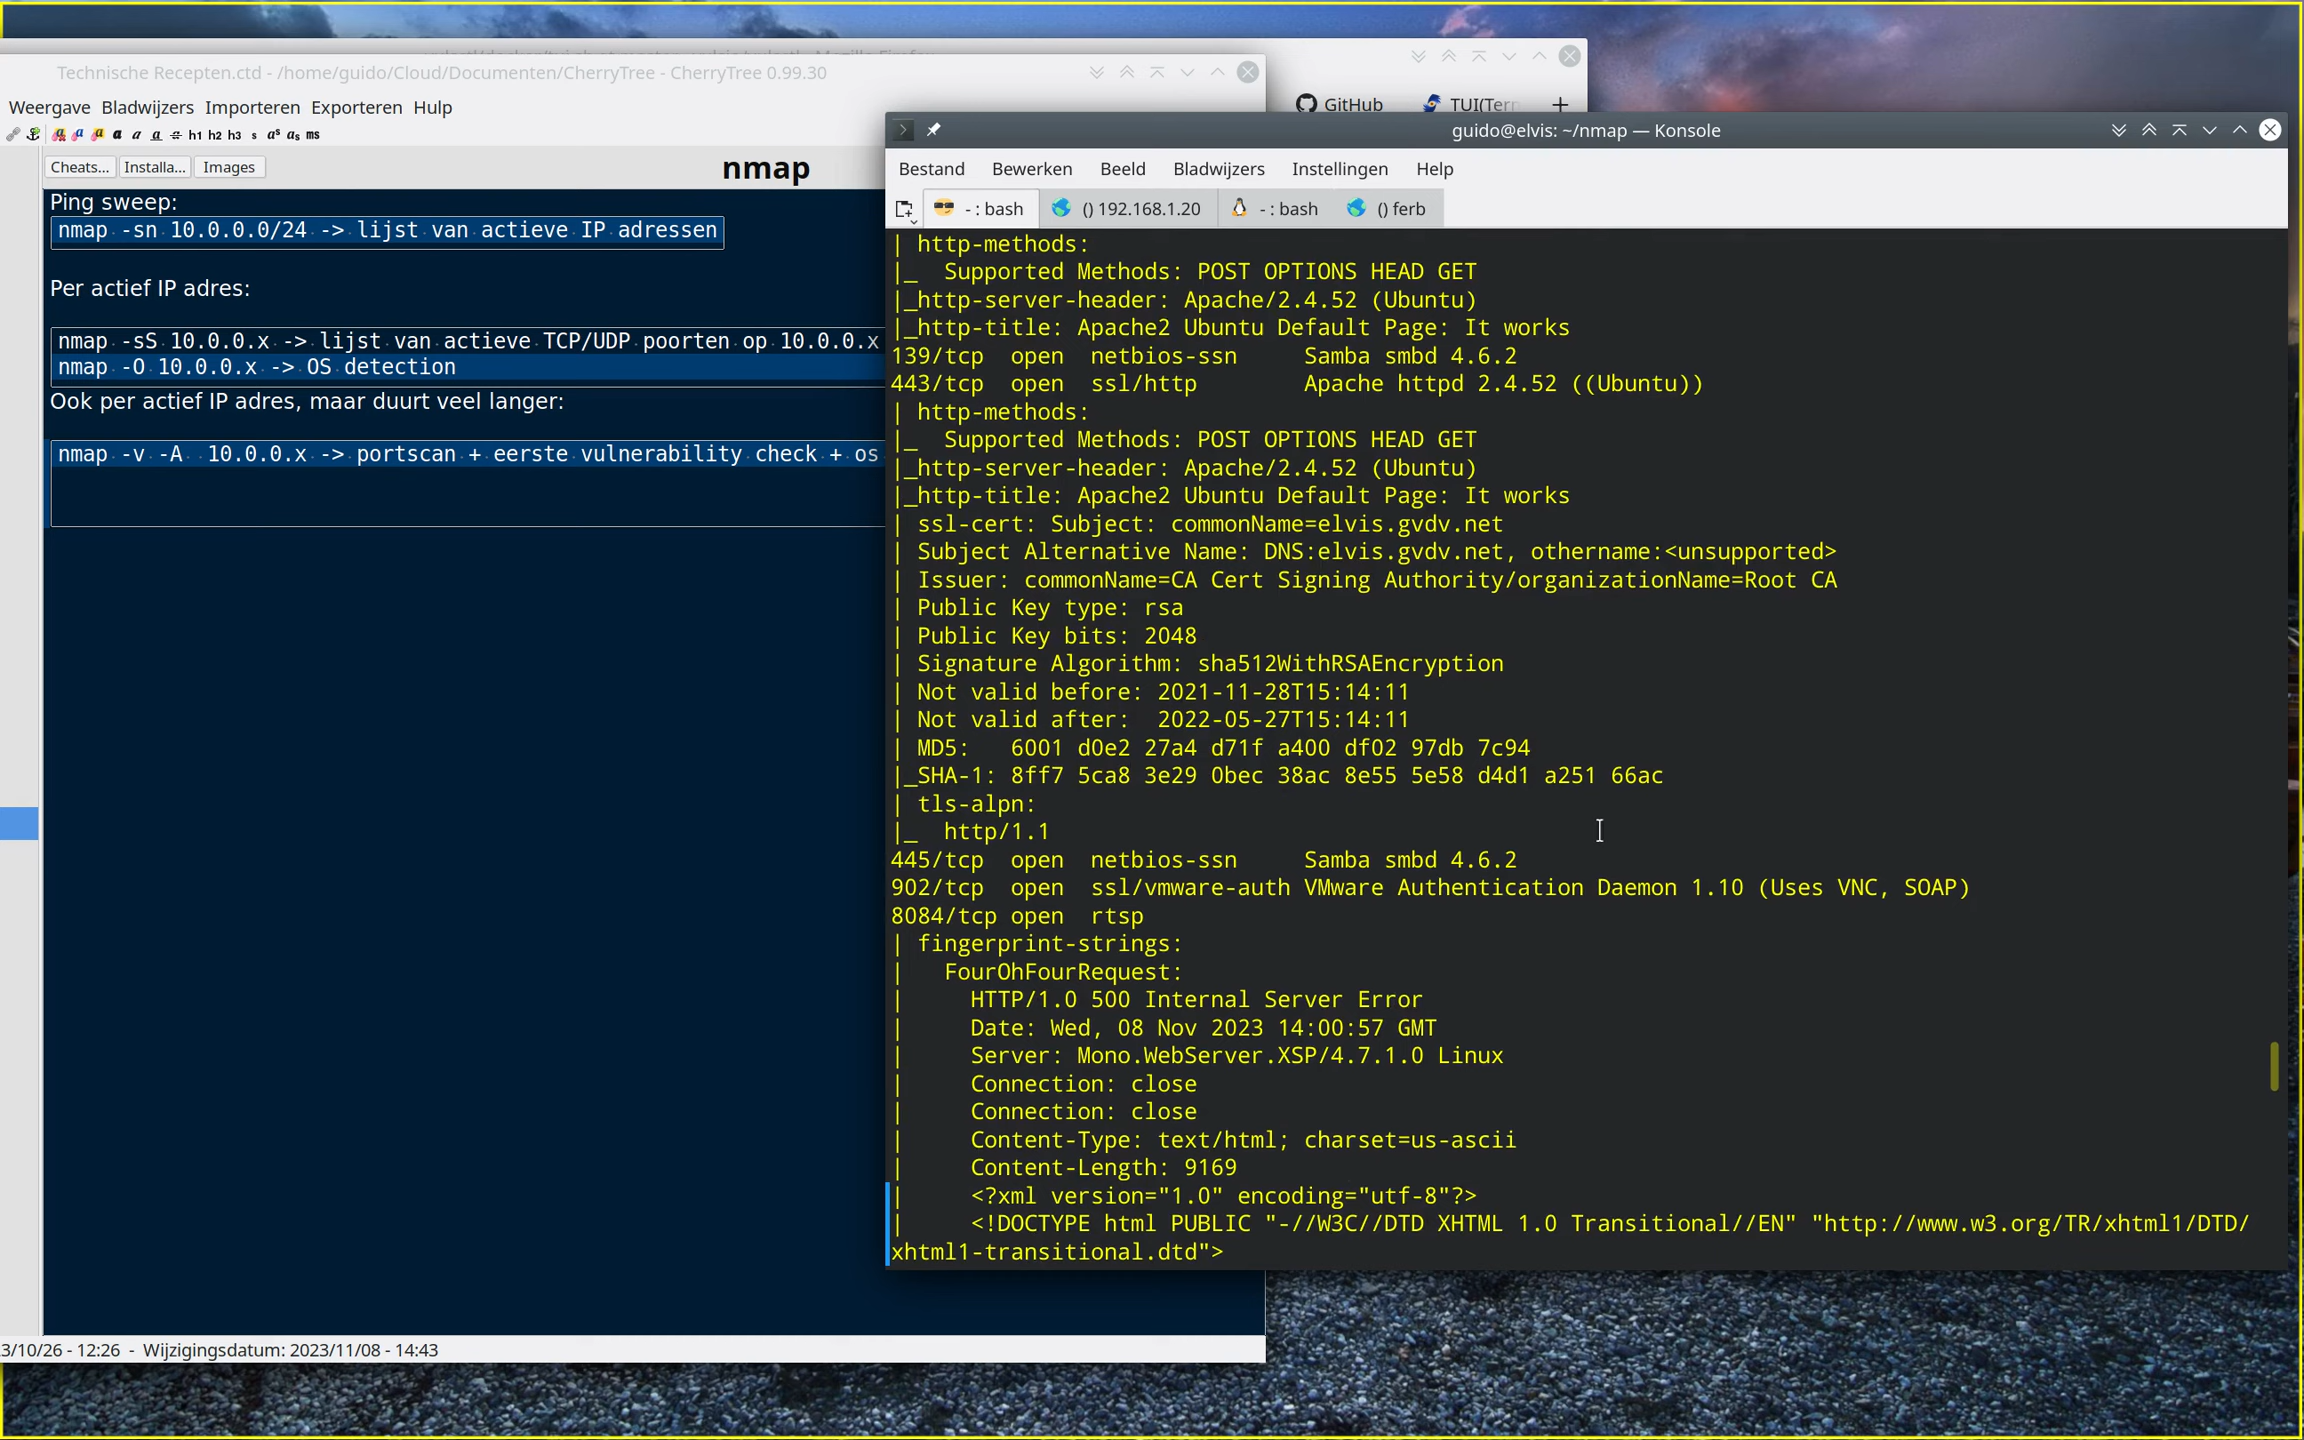 Technische Recepten.ctd - /home/guido/Cloud/Documenten/CherryTree - CherryTree 0.99.30
Weergave Bladwijzers Importeren Exporteren Hulp
a a a a a a h1 h2 h3 s aˢ aₛ ms
Cheats... Installa... Images
nmap
Ping sweep:
nmap -sn 10.0.0.0/24 -> lijst van actieve IP adressen
Per actief IP adres:
nmap -sS 10.0.0.x -> lijst van actieve TCP/UDP poorten op 10.0.0.x
nmap -O 10.0.0.x -> OS detection
Ook per actief IP adres, maar duurt veel langer:
nmap -v -A  10.0.0.x -> portscan + eerste vulnerability check + os
3/10/26 - 12:26 - Wijzigingsdatum: 2023/11/08 - 14:43
GitHub TUI(Terr
guido@elvis: ~/nmap — Konsole
Bestand Bewerken Beeld Bladwijzers Instellingen Help
- : bash () 192.168.1.20 - : bash () ferb
| http-methods:
|_  Supported Methods: POST OPTIONS HEAD GET
|_http-server-header: Apache/2.4.52 (Ubuntu)
|_http-title: Apache2 Ubuntu Default Page: It works
139/tcp  open  netbios-ssn     Samba smbd 4.6.2
443/tcp  open  ssl/http        Apache httpd 2.4.52 ((Ubuntu))
| http-methods:
|_  Supported Methods: POST OPTIONS HEAD GET
|_http-server-header: Apache/2.4.52 (Ubuntu)
|_http-title: Apache2 Ubuntu Default Page: It works
| ssl-cert: Subject: commonName=elvis.gvdv.net
| Subject Alternative Name: DNS:elvis.gvdv.net, othername:<unsupported>
| Issuer: commonName=CA Cert Signing Authority/organizationName=Root CA
| Public Key type: rsa
| Public Key bits: 2048
| Signature Algorithm: sha512WithRSAEncryption
| Not valid before: 2021-11-28T15:14:11
| Not valid after:  2022-05-27T15:14:11
| MD5:   6001 d0e2 27a4 d71f a400 df02 97db 7c94
|_SHA-1: 8ff7 5ca8 3e29 0bec 38ac 8e55 5e58 d4d1 a251 66ac
| tls-alpn:
|_  http/1.1
445/tcp  open  netbios-ssn     Samba smbd 4.6.2
902/tcp  open  ssl/vmware-auth VMware Authentication Daemon 1.10 (Uses VNC, SOAP)
8084/tcp open  rtsp
| fingerprint-strings:
|   FourOhFourRequest:
|     HTTP/1.0 500 Internal Server Error
|     Date: Wed, 08 Nov 2023 14:00:57 GMT
|     Server: Mono.WebServer.XSP/4.7.1.0 Linux
|     Connection: close
|     Connection: close
|     Content-Type: text/html; charset=us-ascii
|     Content-Length: 9169
|     <?xml version="1.0" encoding="utf-8"?>
|     <!DOCTYPE html PUBLIC "-//W3C//DTD XHTML 1.0 Transitional//EN" "http://www.w3.org/TR/xhtml1/DTD/
xhtml1-transitional.dtd">